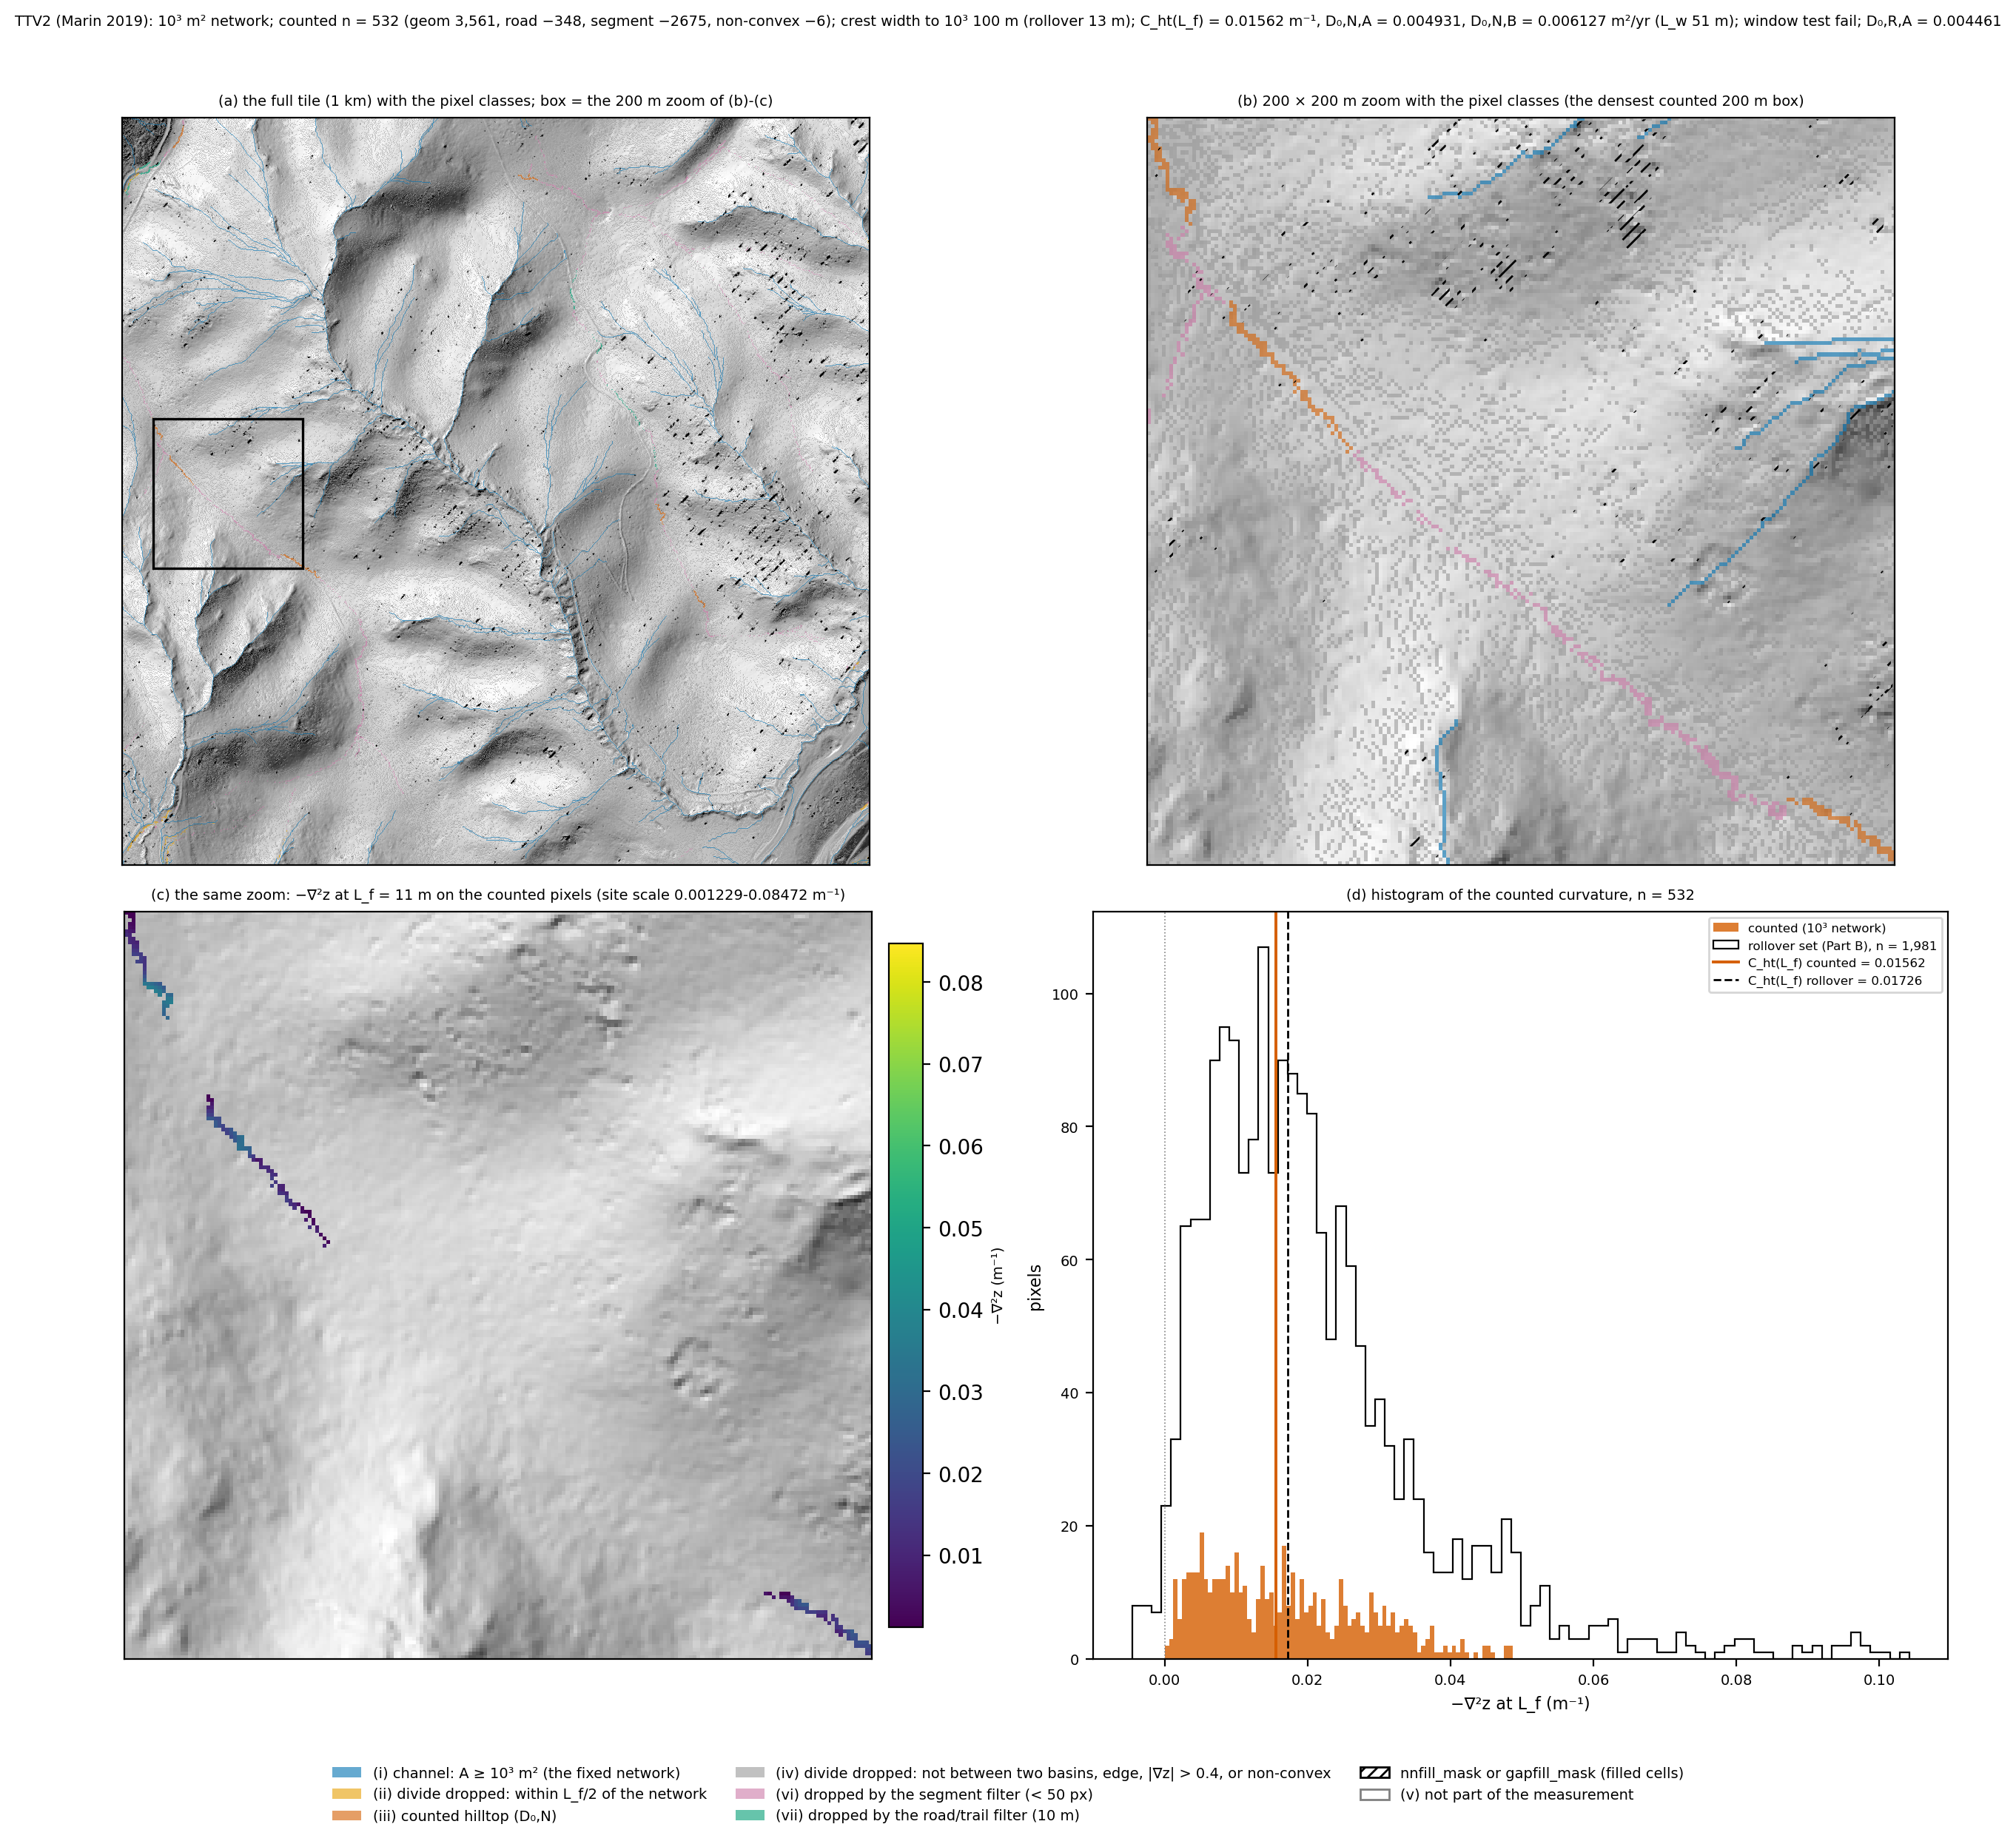 TTV2 (Marin 2019): 10³ m² network; counted n = 532 (geom 3,561, road −348, segment −2675, non-convex −6); crest width to 10³ 100 m (rollover 13 m); C_ht(L_f) = 0.01562 m⁻¹, D₀,N,A = 0.004931, D₀,N,B = 0.006127 m²/yr (L_w 51 m); window test fail; D₀,R,A = 0.004461
(a) the full tile (1 km) with the pixel classes; box = the 200 m zoom of (b)-(c)
(b) 200 × 200 m zoom with the pixel classes (the densest counted 200 m box)
(c) the same zoom: −∇²z at L_f = 11 m on the counted pixels (site scale 0.001229-0.08472 m⁻¹)
0.08
0.07
0.06
0.05
0.04
0.03
0.02
0.01
−∇²z (m⁻¹)
(d) histogram of the counted curvature, n = 532
counted (10³ network)
rollover set (Part B), n = 1,981
C_ht(L_f) counted = 0.01562
C_ht(L_f) rollover = 0.01726
100
80
60
40
20
0
pixels
0.00
0.02
0.04
0.06
0.08
0.10
−∇²z at L_f (m⁻¹)
(i) channel: A ≥ 10³ m² (the fixed network)
(ii) divide dropped: within L_f/2 of the network
(iii) counted hilltop (D₀,N)
(iv) divide dropped: not between two basins, edge, |∇z| > 0.4, or non-convex
(vi) dropped by the segment filter (< 50 px)
(vii) dropped by the road/trail filter (10 m)
nnfill_mask or gapfill_mask (filled cells)
(v) not part of the measurement